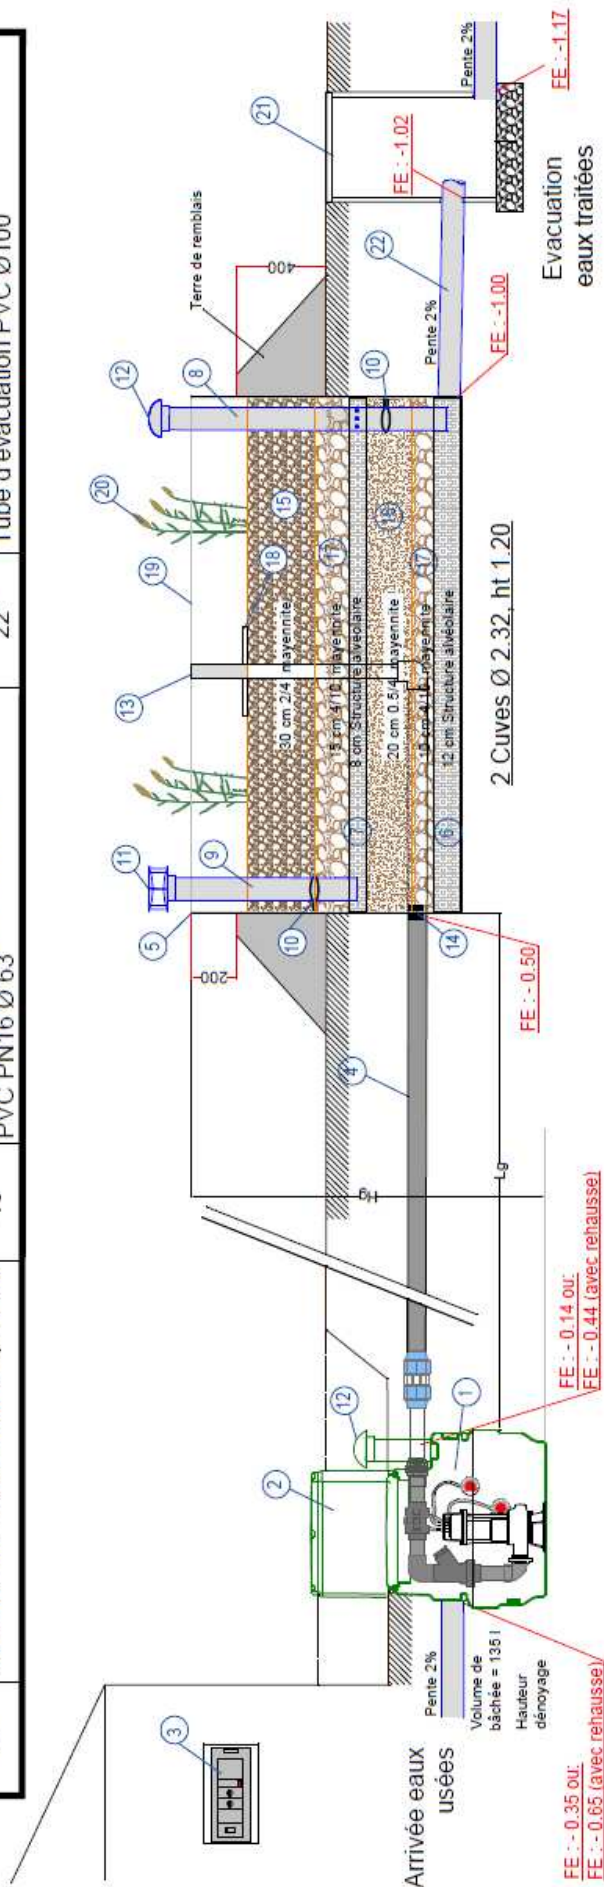 PVC PN16 Ø 63
22
Tube d'évacuation PVC Ø100
3
2
12
1
Arrivée eaux
usées
Pente 2%
Volume de
bâchée = 135 l
Hauteur
dénoyage
FE : - 0.35 ou:
FE : - 0.65 (avec rehausse)
FE : - 0.14 ou:
FE : - 0.44 (avec rehausse)
Hg
Lg
4
5
200
11
9
10
14
FE : - 0.50
13
19
20
12
8
18
15
30 cm 2/4 mayennite
17
15 cm 4/10 mayennite
7
8 cm Structure alvéolaire
10
16
20 cm 0.5/4 mayennite
17
10 cm 4/10 mayennite
6
12 cm Structure alvéolaire
2 Cuves Ø 2.32, ht 1.20
400
Terre de remblais
21
22
Pente 2%
FE : -1.00
FE : -1.02
Pente 2%
FE : -1.17
Evacuation
eaux traitées